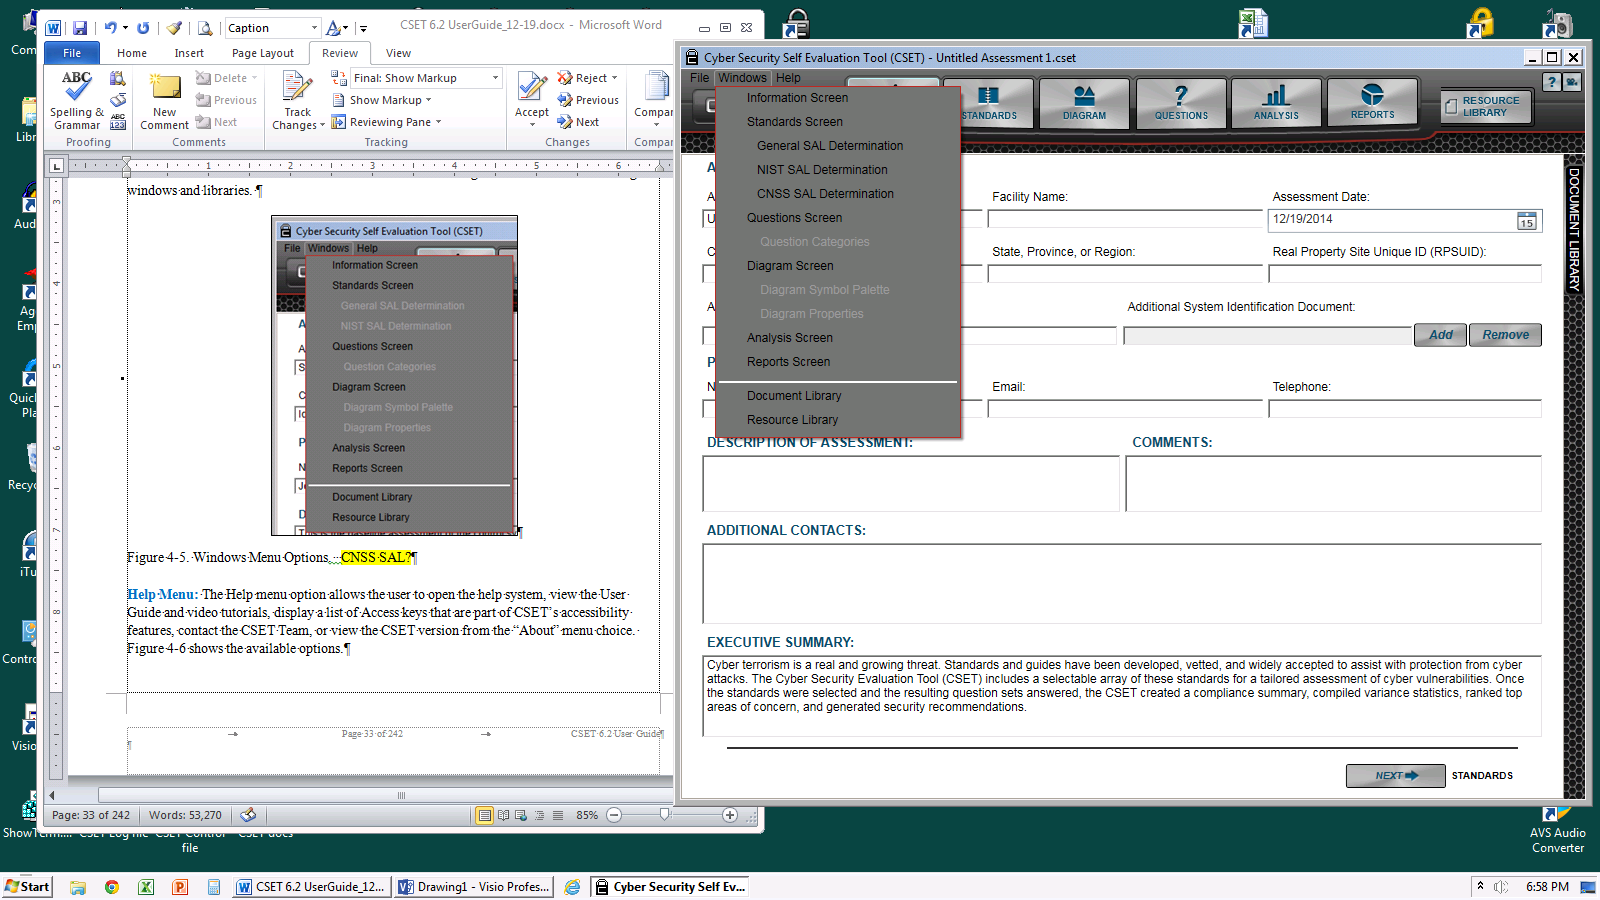 CSET 6.2 UserGuide_12-19.docx - Microsoft Word
Caption
File Home Insert Page Layout Review View
ABC
Spelling & Grammar
ABC
123
Proofing
New Comment
Delete
Previous
Next
Comments
Track Changes
Final: Show Markup
Show Markup
Reviewing Pane
Tracking
Accept
Reject
Previous
Next
Changes
Compar
Compar
1 2 3 4 5 6
windows and libraries. ¶
Cyber Security Self Evaluation Tool (CSET)
File Windows Help
Information Screen
Standards Screen
General SAL Determination
NIST SAL Determination
Questions Screen
Question Categories
Diagram Screen
Diagram Symbol Palette
Diagram Properties
Analysis Screen
Reports Screen
Document Library
Resource Library
Figure 4-5. Windows Menu Options. CNSS SAL?¶
Help Menu: The Help menu option allows the user to open the help system, view the User
Guide and video tutorials, display a list of Access keys that are part of CSET's accessibility
features, contact the CSET Team, or view the CSET version from the “About” menu choice.
Figure 4-6 shows the available options.¶
Page 33 of 242
CSET 6.2 User Guide¶
¶
Page: 33 of 242
Words: 53,270
85%
Cyber Security Self Evaluation Tool (CSET) - Untitled Assessment 1.cset
File Windows Help
Information Screen
Standards Screen
General SAL Determination
NIST SAL Determination
CNSS SAL Determination
Questions Screen
Question Categories
Diagram Screen
Diagram Symbol Palette
Diagram Properties
Analysis Screen
Reports Screen
Document Library
Resource Library
STANDARDS
DIAGRAM
QUESTIONS
ANALYSIS
REPORTS
RESOURCE LIBRARY
DOCUMENT LIBRARY
Facility Name:
Assessment Date:
12/19/2014
15
State, Province, or Region:
Real Property Site Unique ID (RPSUID):
Additional System Identification Document:
Add
Remove
Email:
Telephone:
DESCRIPTION OF ASSESSMENT:
COMMENTS:
ADDITIONAL CONTACTS:
EXECUTIVE SUMMARY:
Cyber terrorism is a real and growing threat. Standards and guides have been developed, vetted, and widely accepted to assist with protection from cyber
attacks. The Cyber Security Evaluation Tool (CSET) includes a selectable array of these standards for a tailored assessment of cyber vulnerabilities. Once
the standards were selected and the resulting question sets answered, the CSET created a compliance summary, compiled variance statistics, ranked top
areas of concern, and generated security recommendations.
NEXT
STANDARDS
AVS Audio
Converter
file
Start
CSET 6.2 UserGuide_12...
Drawing1 - Visio Profes...
Cyber Security Self Ev...
6:58 PM